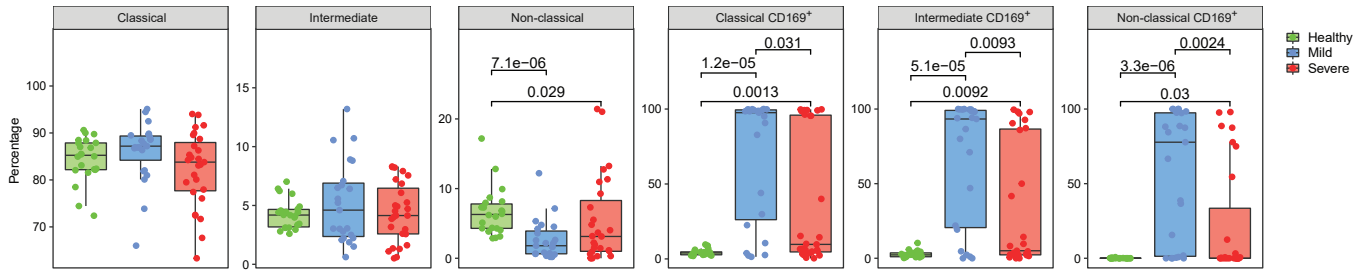 Classical
Intermediate
Non-classical
Classical CD169+
Intermediate CD169+
Non-classical CD169+
Healthy
Mild
Severe
Percentage
100
90
80
70
15
10
5
0
20
10
0
7.1e−06
0.029
100
50
0
0.031
1.2e−05
0.0013
100
50
0
0.0093
5.1e−05
0.0092
100
50
0
0.0024
3.3e−06
0.03